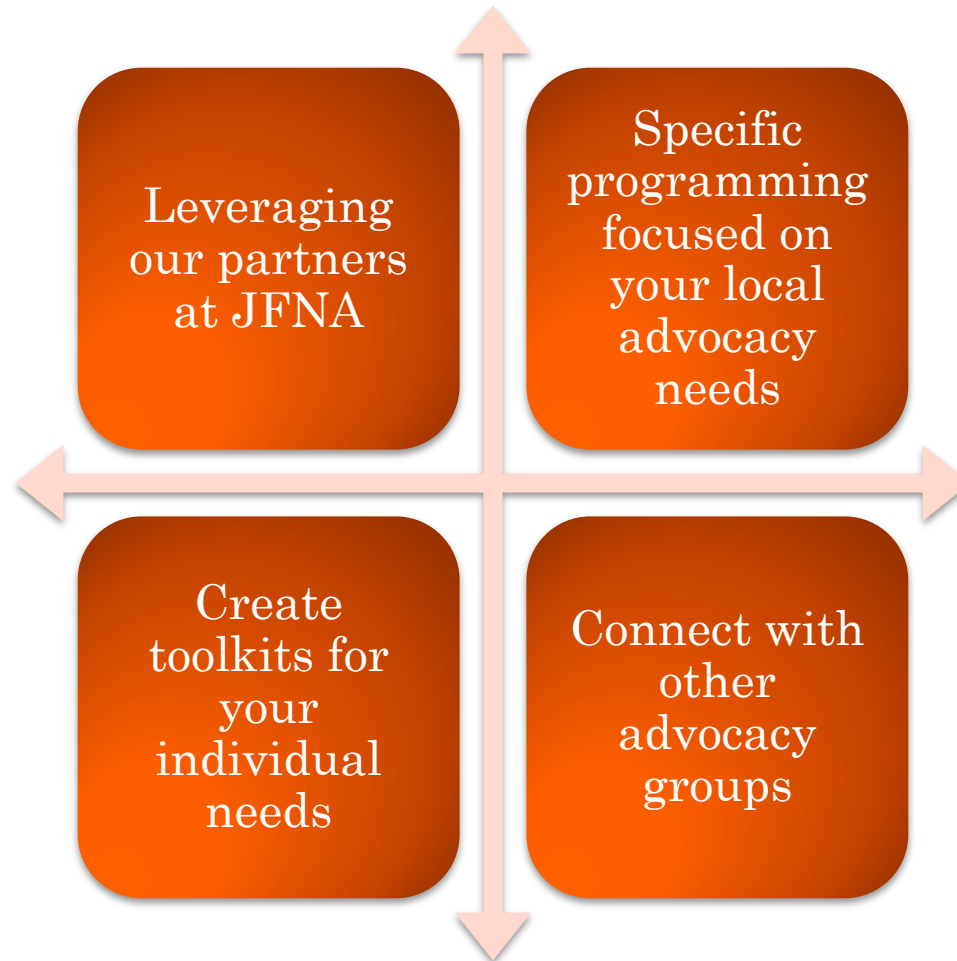 Leveraging
our partners
at JFNA
Specific
programming
focused on
your local
advocacy
needs
Create
toolkits for
your
individual
needs
Connect with
other
advocacy
groups